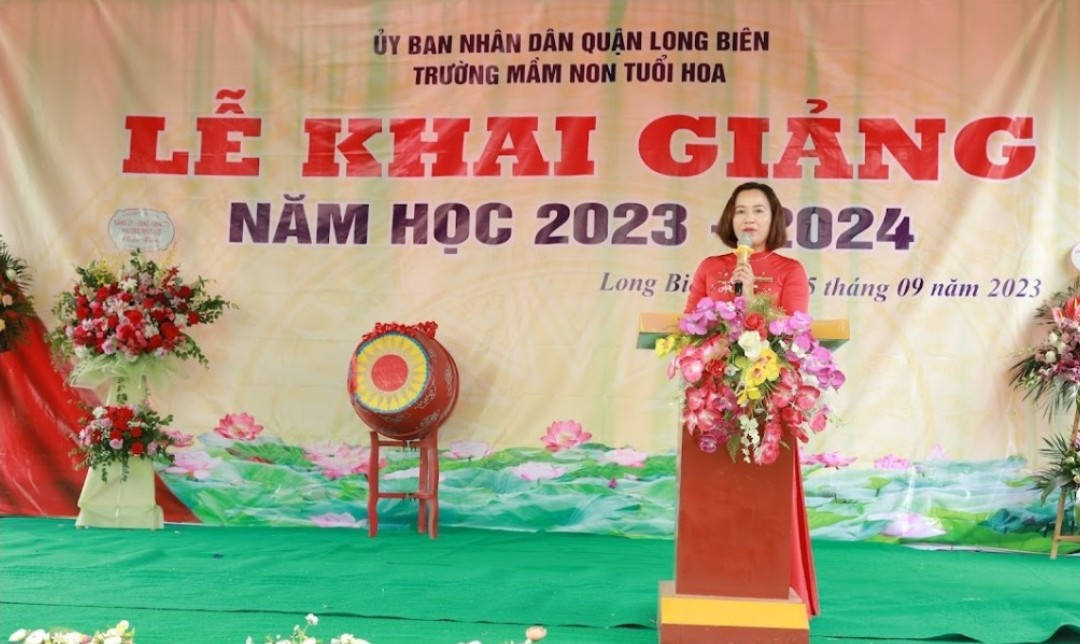 ỦY BAN NHÂN DÂN QUẬN LONG BIÊN
TRƯỜNG MẦM NON TUỔI HOA
LỄ KHAI GIẢNG
NĂM HỌC 2023 - 2024
Long Bi 5 tháng 09 năm 2023